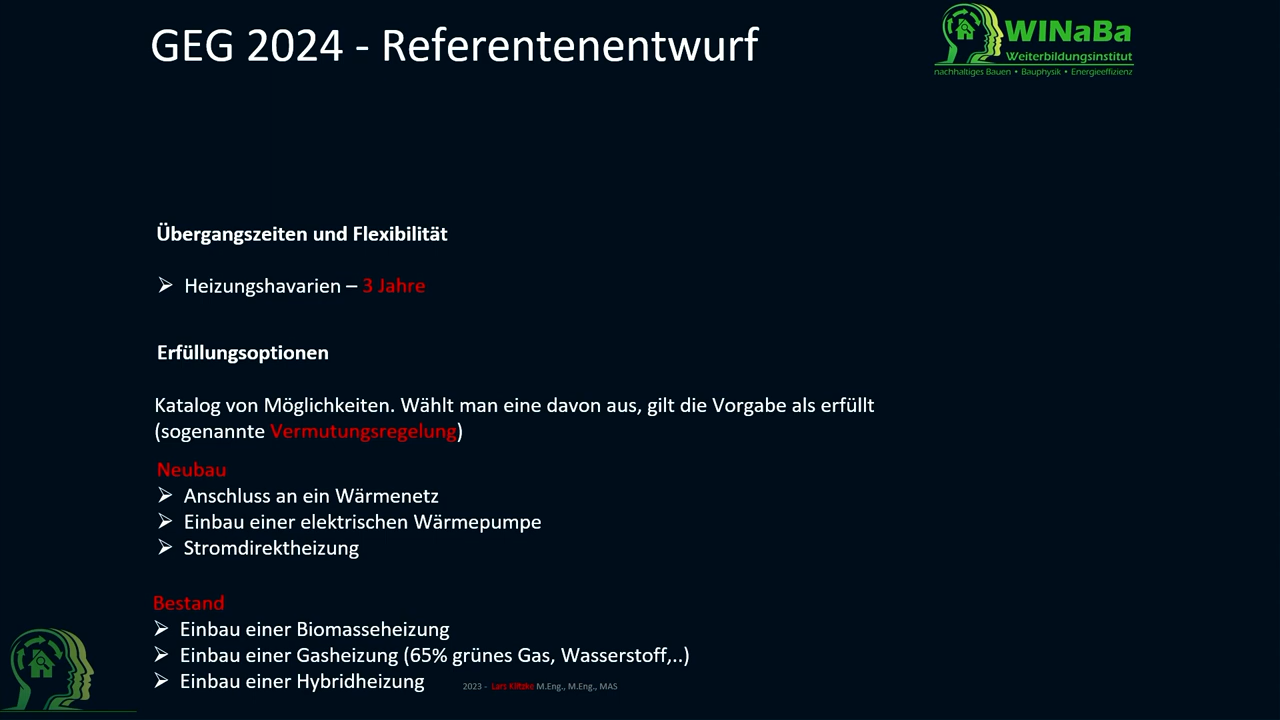 GEG 2024 - Referentenentwurf
WINaBa
Weiterbildungsinstitut
nachhaltiges Bauen • Bauphysik • Energieeffizienz
Übergangszeiten und Flexibilität
➢ Heizungshavarien – 3 Jahre
Erfüllungsoptionen
Katalog von Möglichkeiten. Wählt man eine davon aus, gilt die Vorgabe als erfüllt
(sogenannte Vermutungsregelung)
Neubau
➢ Anschluss an ein Wärmenetz
➢ Einbau einer elektrischen Wärmepumpe
➢ Stromdirektheizung
Bestand
➢ Einbau einer Biomasseheizung
➢ Einbau einer Gasheizung (65% grünes Gas, Wasserstoff,..)
➢ Einbau einer Hybridheizung
2023 - Lars M.Eng., M.Eng., MAS